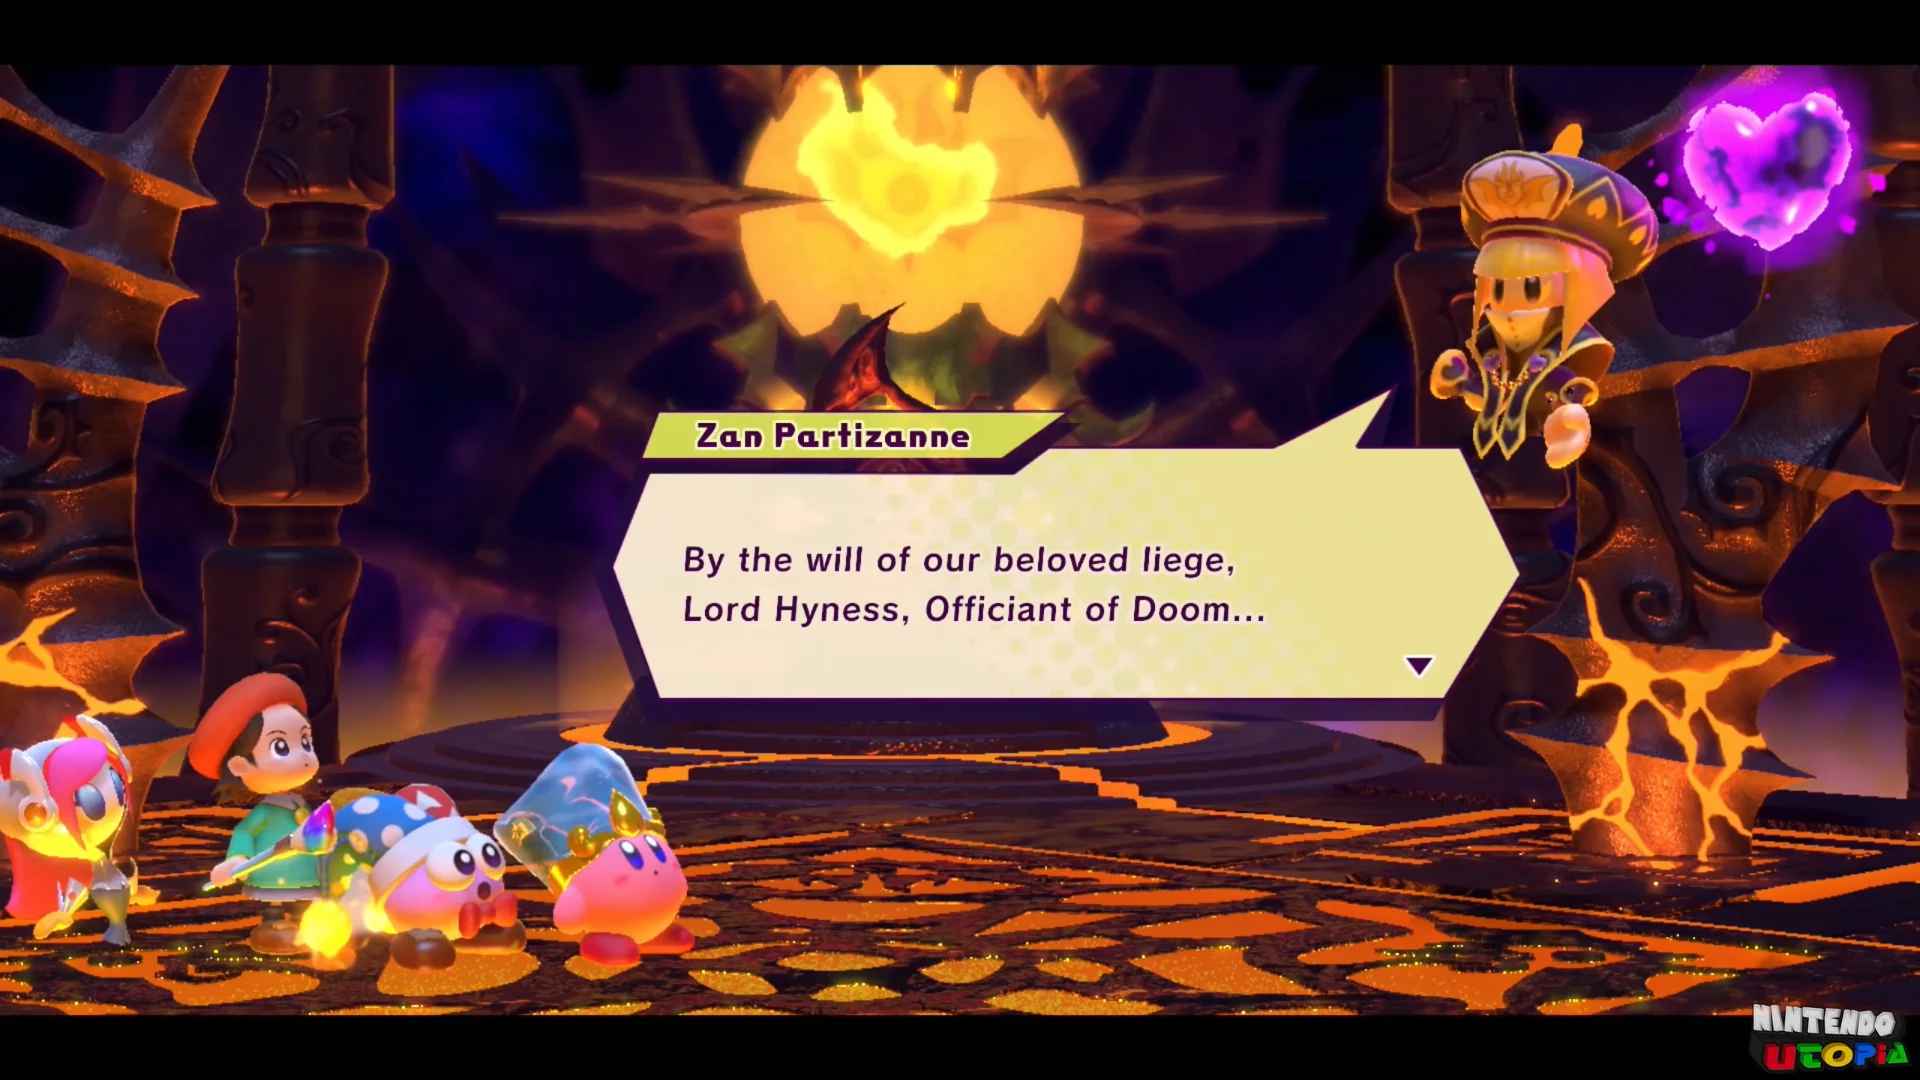 Zan Partizanne
By the will of our beloved liege,
Lord Hyness, Officiant of Doom...
NINTENDO
UTOPIA